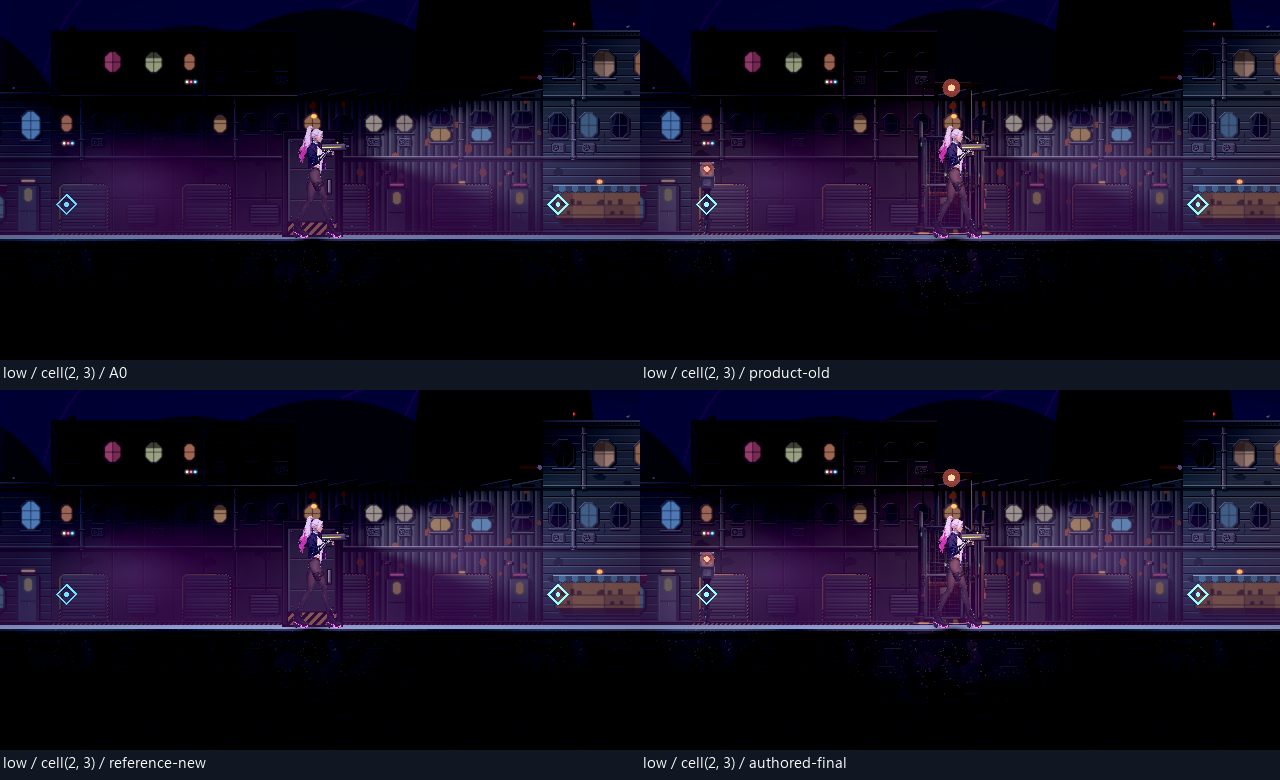 low / cell(2, 3) / A0
low / cell(2, 3) / product-old
low / cell(2, 3) / reference-new
low / cell(2, 3) / authored-final